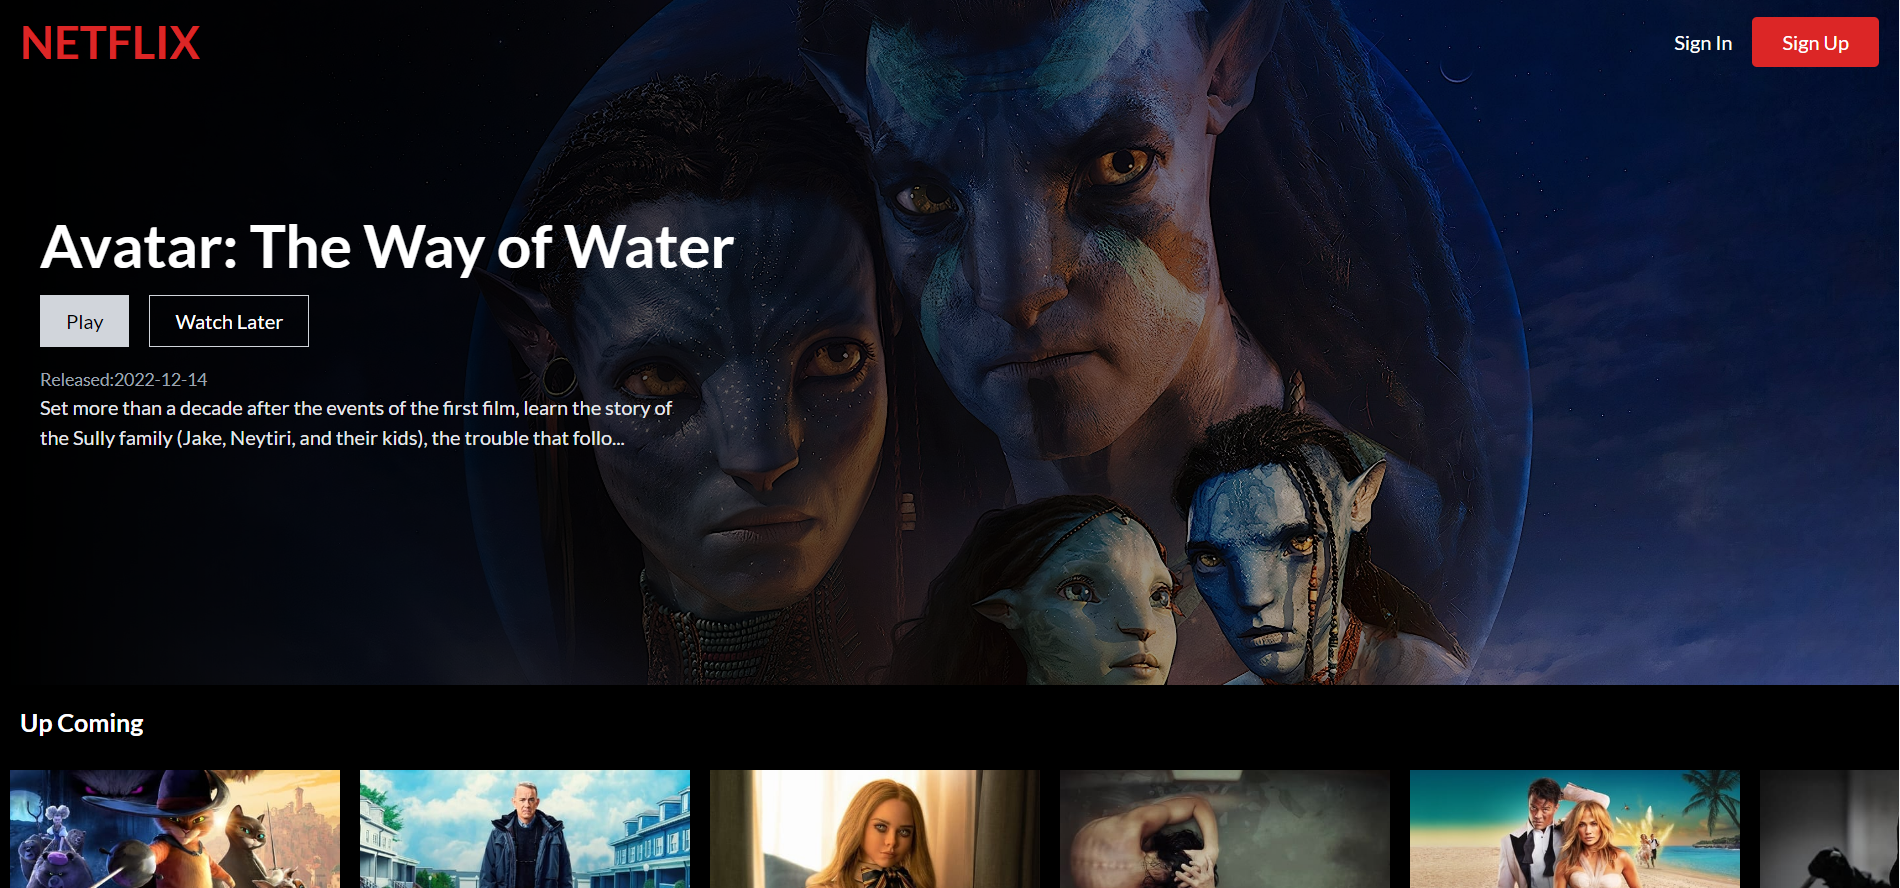 NETFLIX
Sign In
Sign Up
Avatar: The Way of Water
Play
Watch Later
Released:2022-12-14
Set more than a decade after the events of the first film, learn the story of
the Sully family (Jake, Neytiri, and their kids), the trouble that follo...
Up Coming